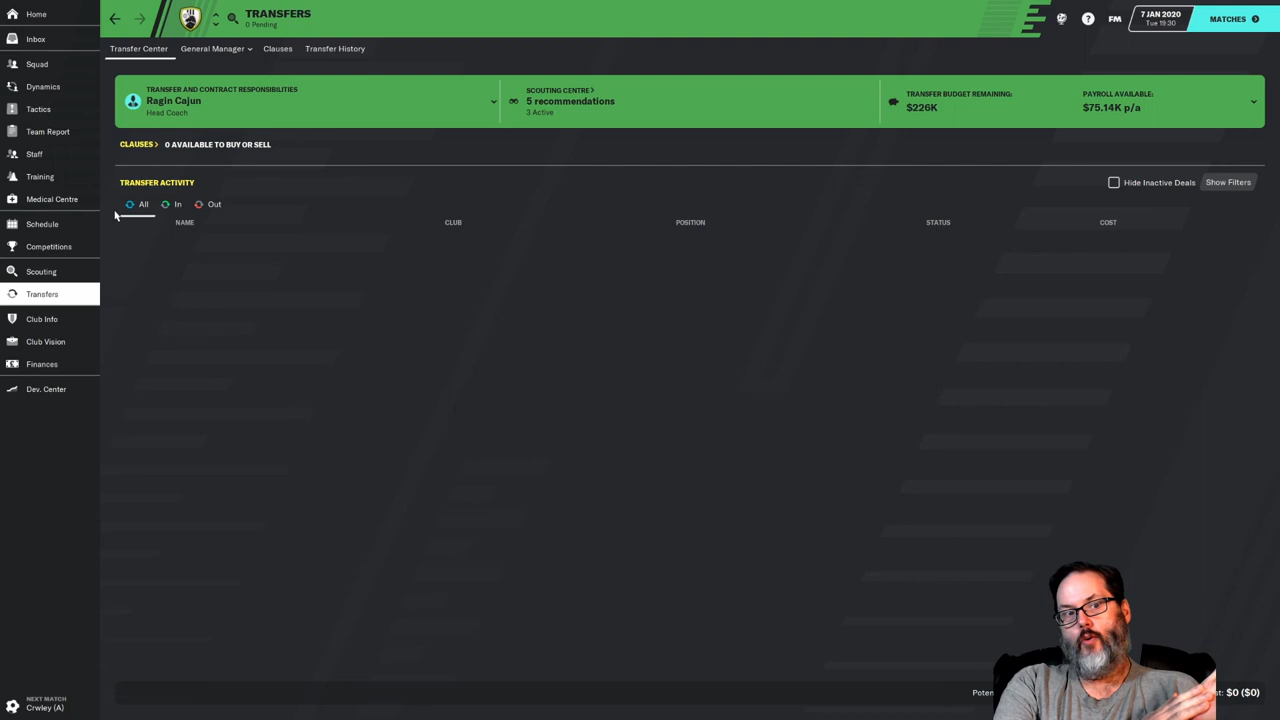 Home
TRANSFERS
0 Pending
FM
7 JAN 2020
Tue 19:30
MATCHES
Inbox
Squad
Dynamics
Tactics
Team Report
Staff
Training
Medical Centre
Schedule
Competitions
Scouting
Transfers
Club Info
Club Vision
Finances
Dev. Center
NEXT MATCH
Crwley (A)
Transfer Center
General Manager
Clauses
Transfer History
TRANSFER AND CONTRACT RESPONSIBILITIES
Ragin Cajun
Head Coach
SCOUTING CENTRE >
5 recommendations
3 Active
TRANSFER BUDGET REMAINING:
$226K
PAYROLL AVAILABLE:
$75.14K p/a
CLAUSES > 0 AVAILABLE TO BUY OR SELL
TRANSFER ACTIVITY
Hide Inactive Deals
Show Filters
All In Out
NAME CLUB POSITION STATUS COST
$0 ($0)